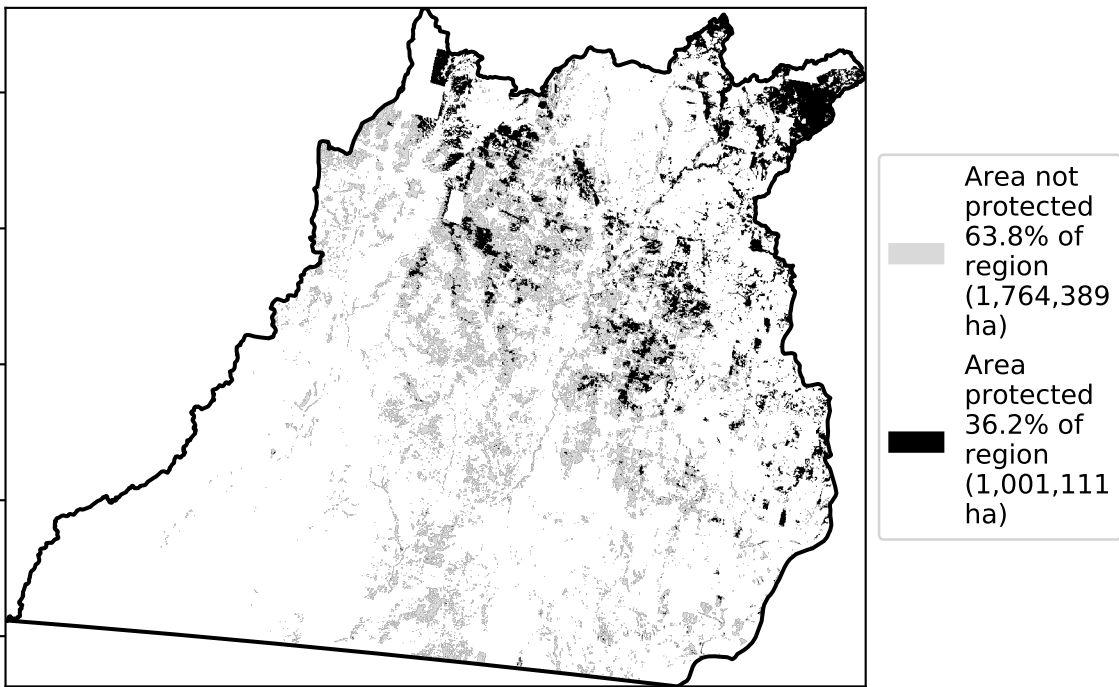 Area not
protected
63.8% of
region
(1,764,389
ha)
Area
protected
36.2% of
region
(1,001,111
ha)